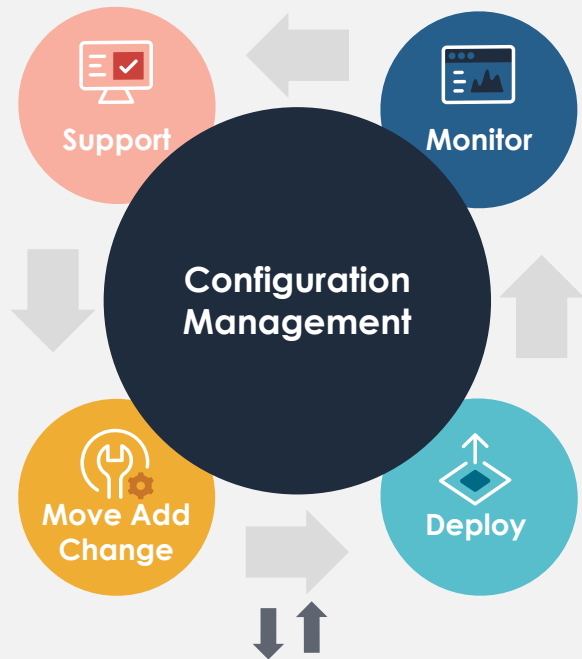 Support
Monitor
Configuration
Management
Move Add
Change
Deploy